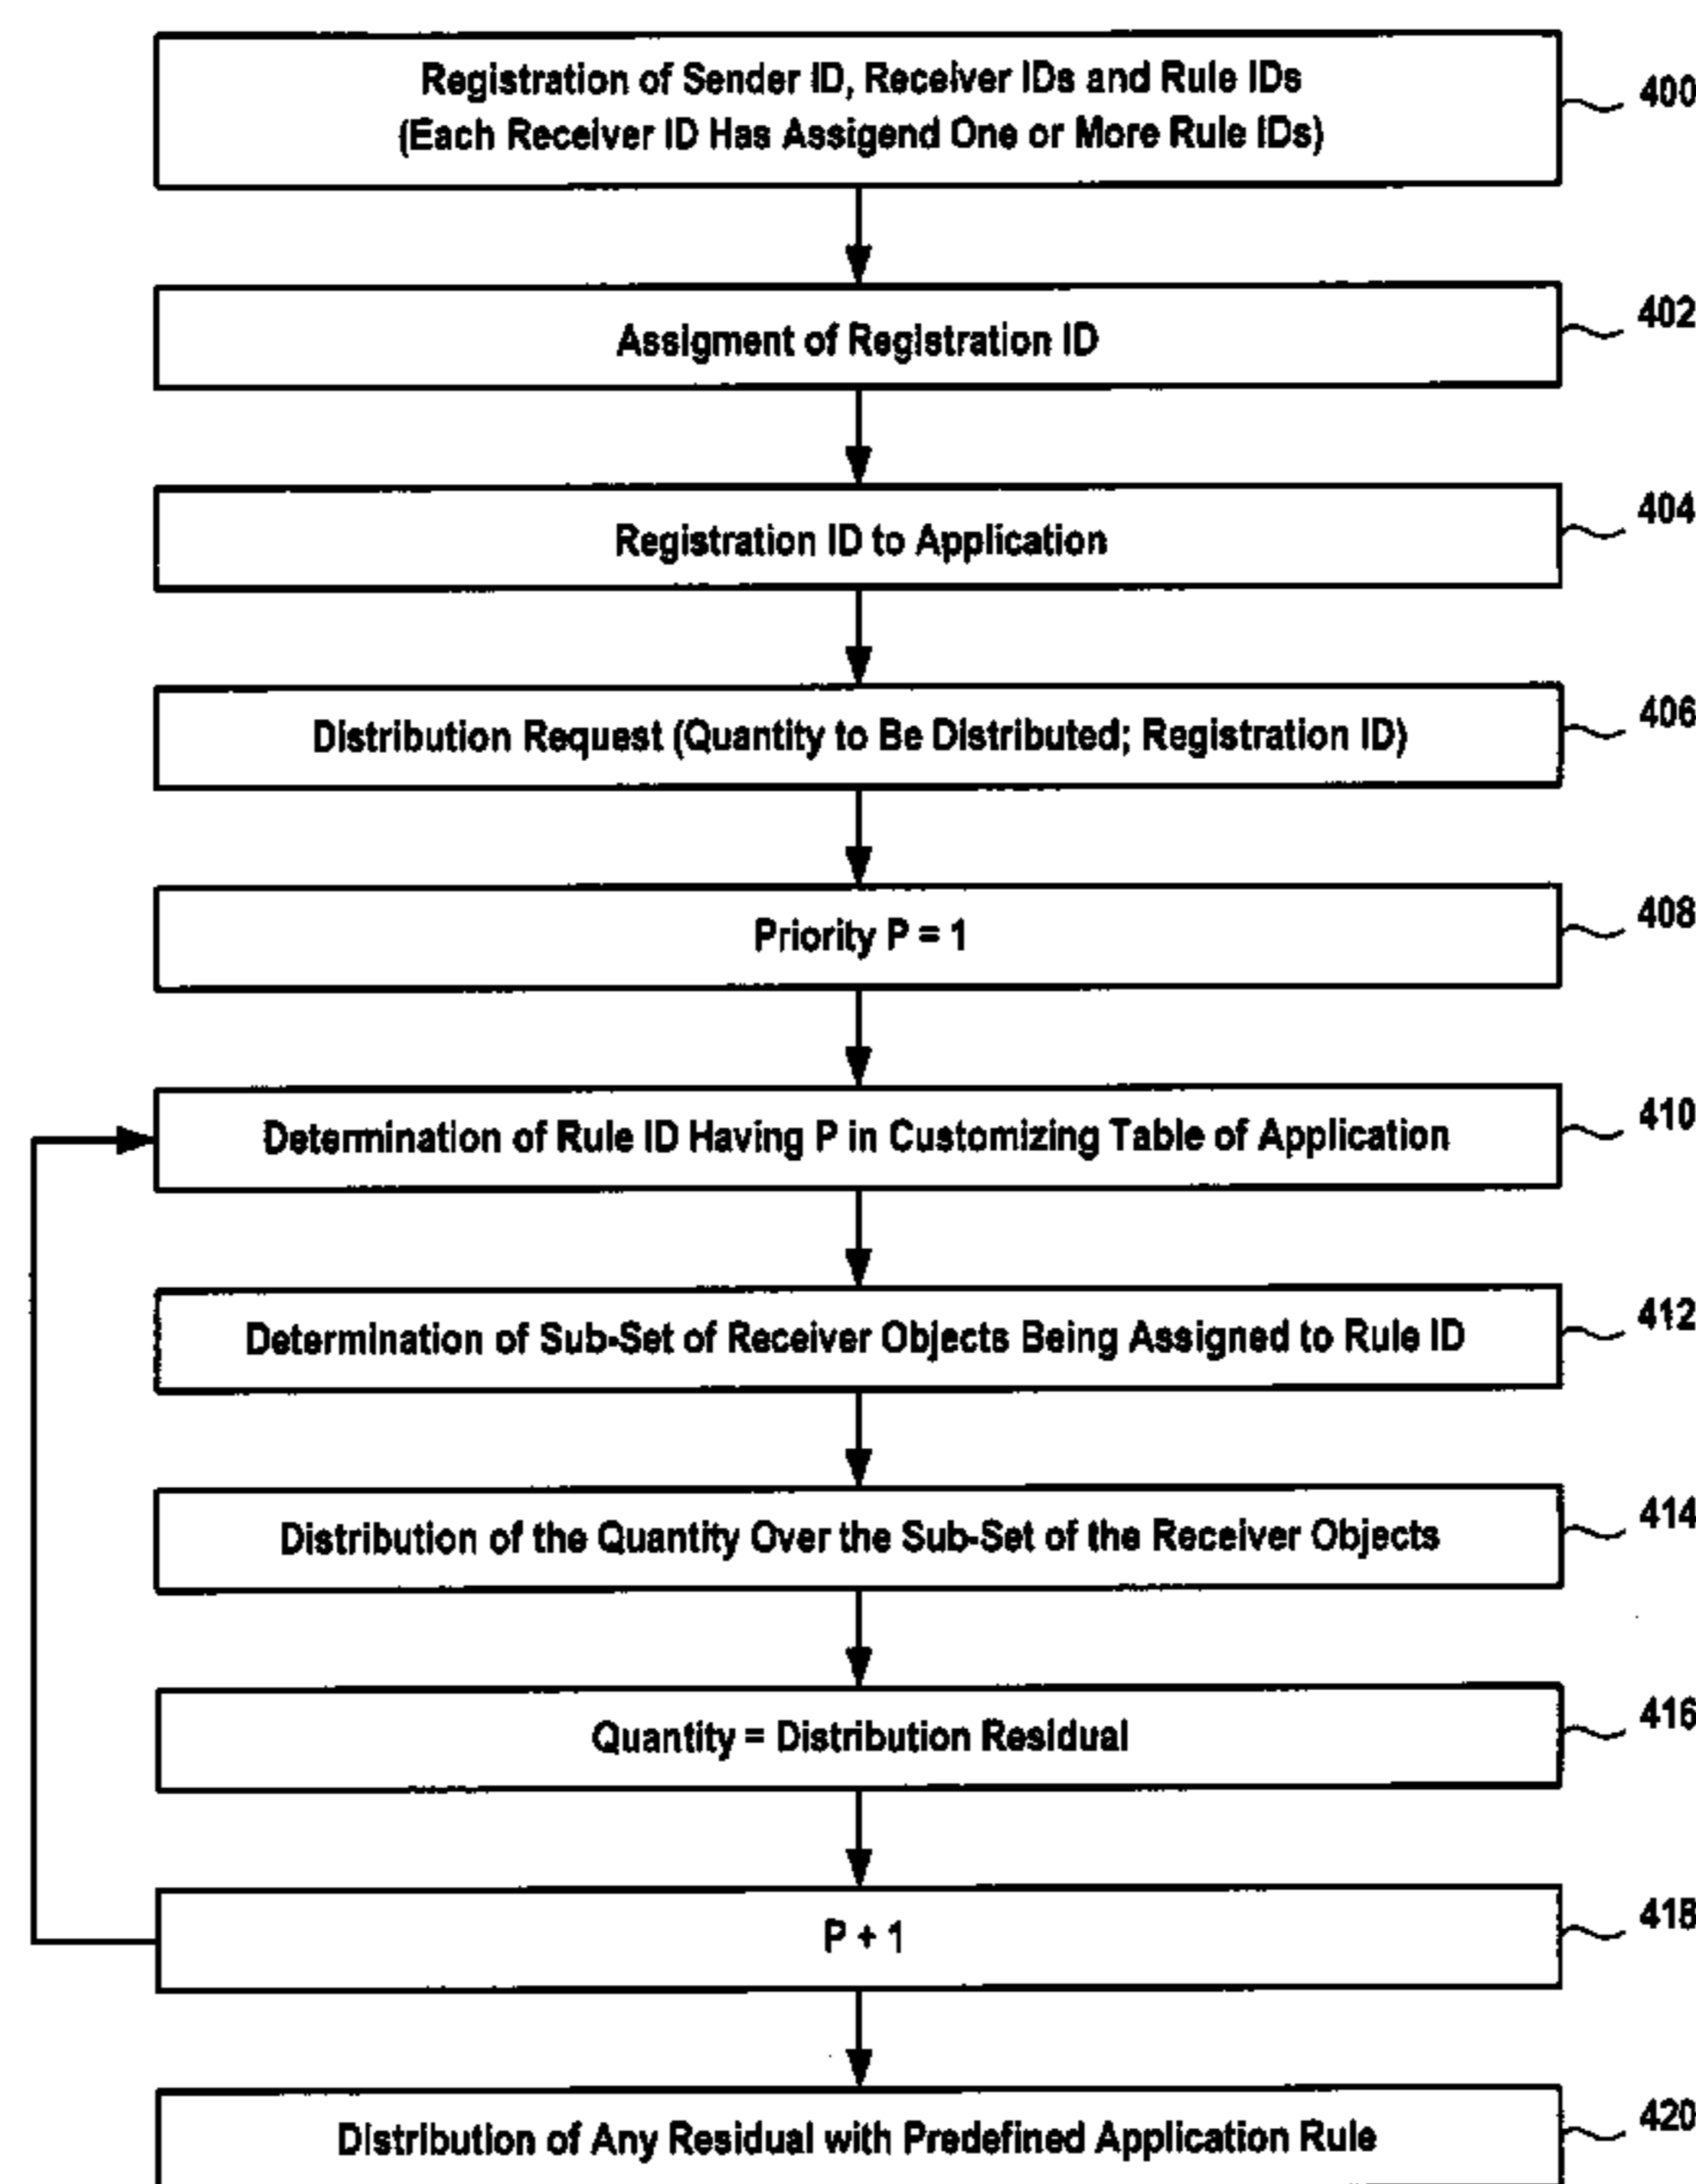 Registration of Sender ID, Receiver IDs and Rule IDs
(Each Receiver ID Has Assigend One or More Rule IDs)
400
Assigment of Registration ID
402
Registration ID to Application
404
Distribution Request (Quantity to Be Distributed; Registration ID)
406
Priority P = 1
408
Determination of Rule ID Having P in Customizing Table of Application
410
Determination of Sub-Set of Receiver Objects Being Assigned to Rule ID
412
Distribution of the Quantity Over the Sub-Set of the Receiver Objects
414
Quantity = Distribution Residual
416
P + 1
418
Distribution of Any Residual with Predefined Application Rule
420